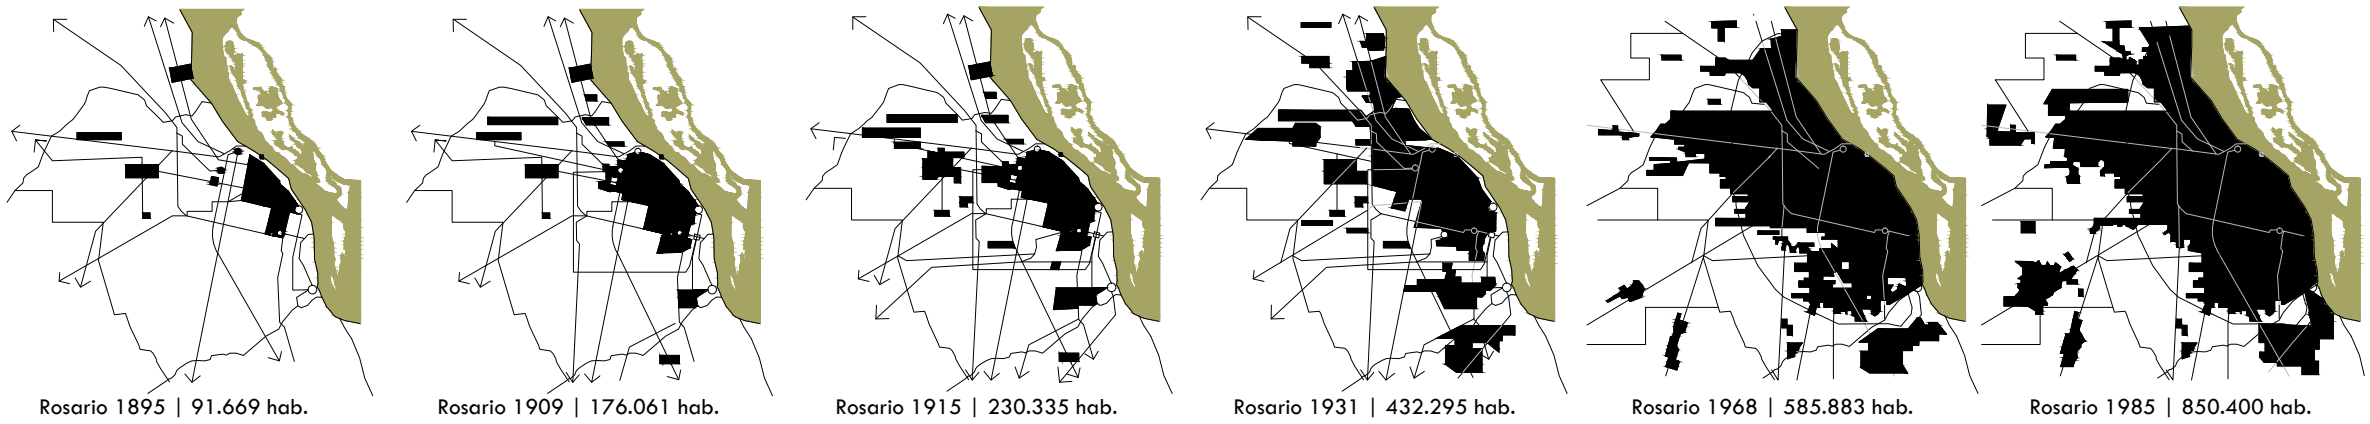 Rosario 1895 | 91.669 hab.
Rosario 1909 | 176.061 hab.
Rosario 1915 | 230.335 hab.
Rosario 1931 | 432.295 hab.
Rosario 1968 | 585.883 hab.
Rosario 1985 | 850.400 hab.